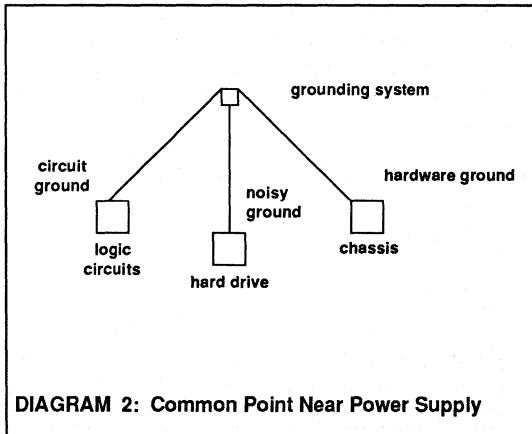 grounding system
circuit
ground
hardware ground
noisy
ground
logic
circuits
chassis
hard drive
DIAGRAM 2: Common Point Near Power Supply